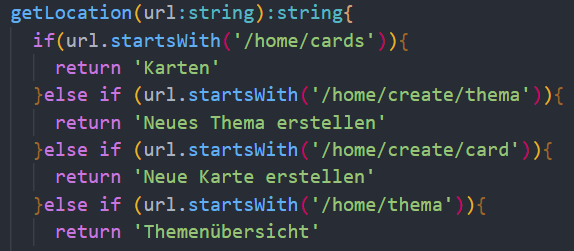 getLocation(url:string):string{
if(url.startsWith('/home/cards')){
return 'Karten'
}else if (url.startsWith('/home/create/thema')){
return 'Neues Thema erstellen'
}else if (url.startsWith('/home/create/card')){
return 'Neue Karte erstellen'
}else if (url.startsWith('/home/thema')){
return 'Themenübersicht'